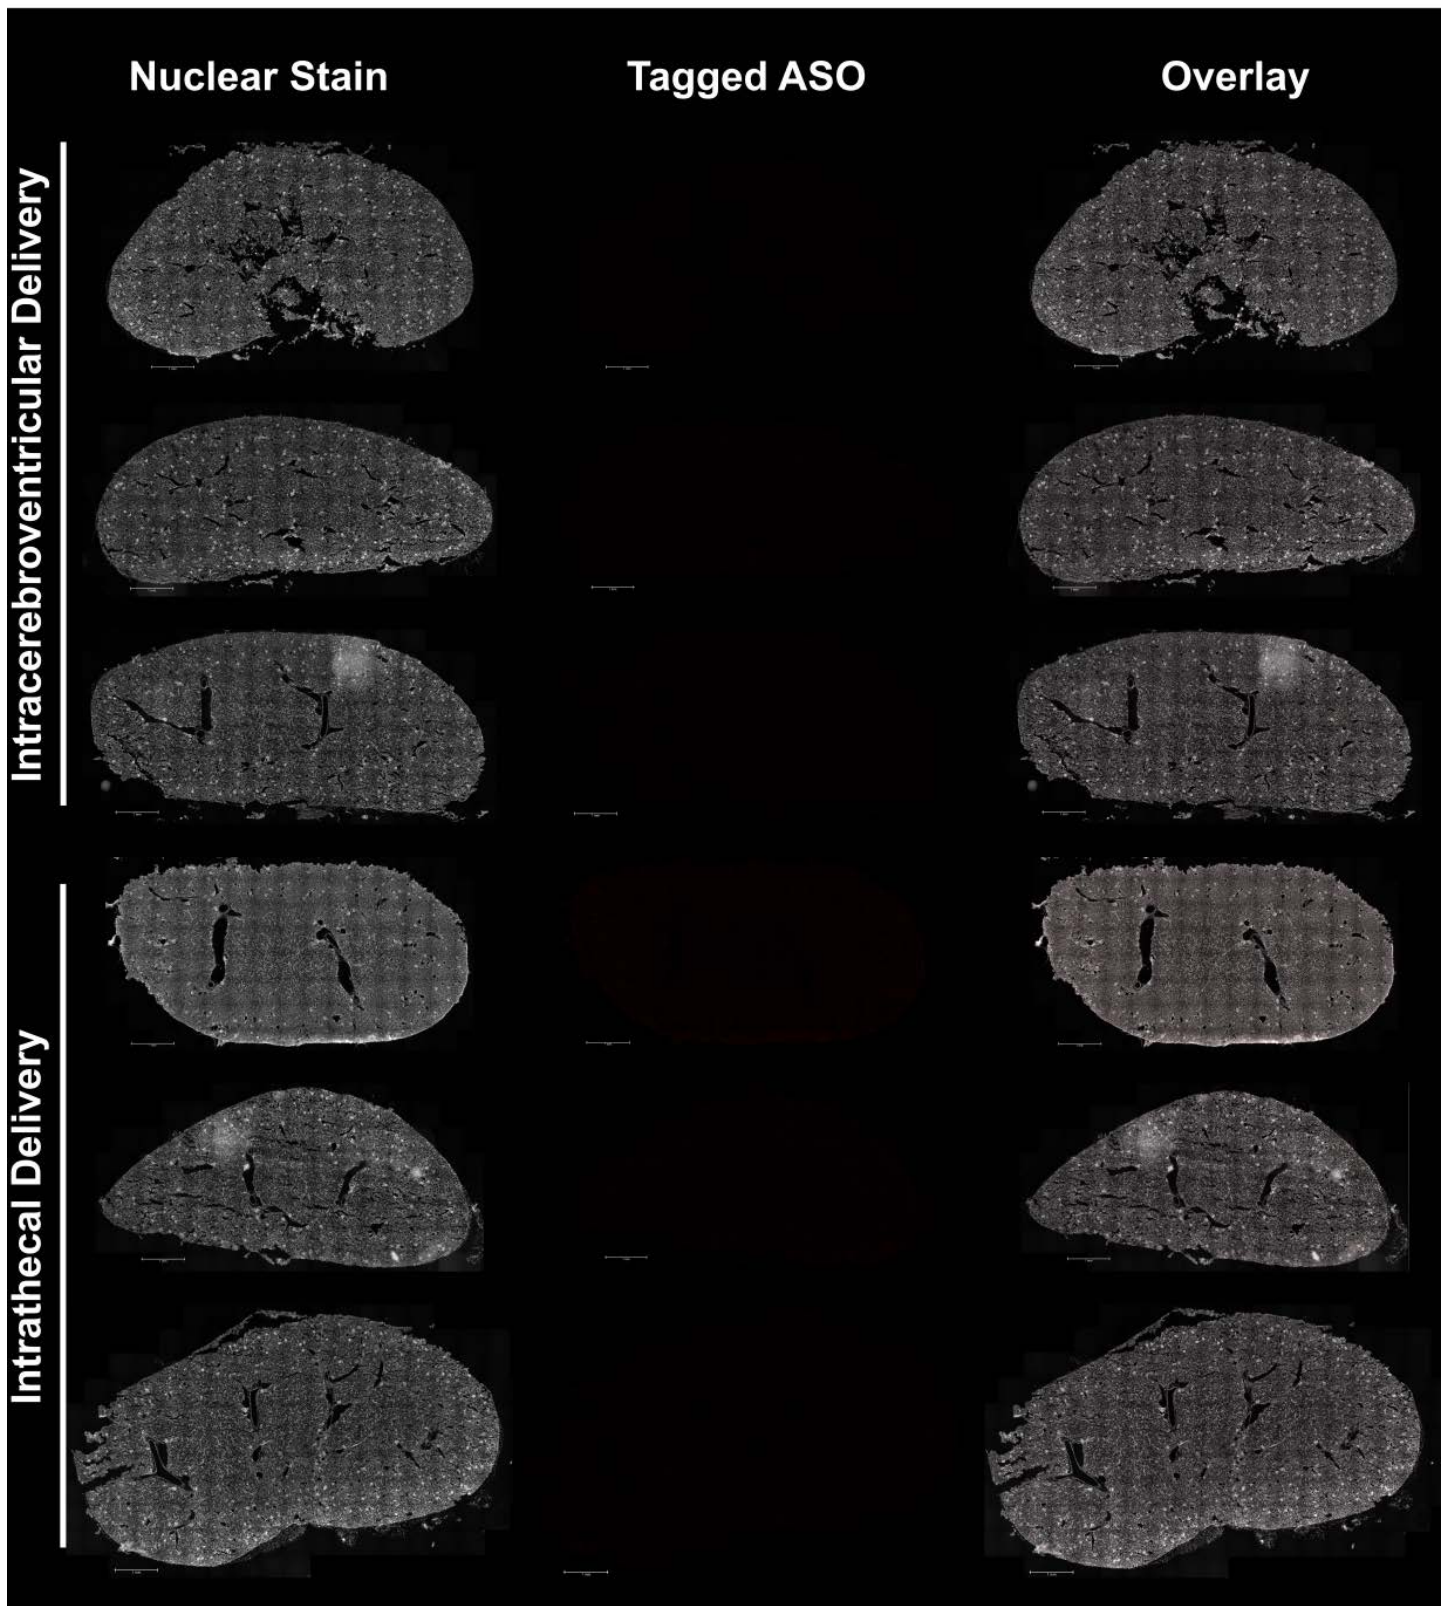 Nuclear Stain
Tagged ASO
Overlay
Intracerebroventricular Delivery
Intrathecal Delivery